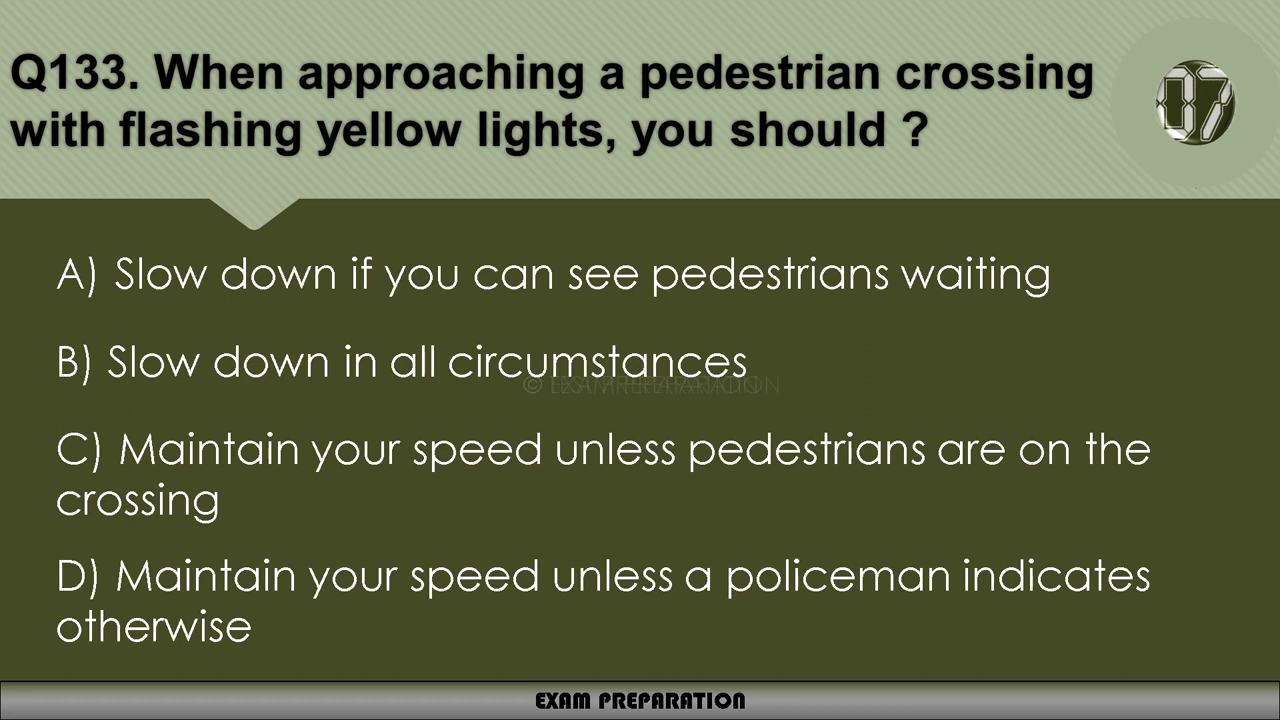 Q133. When approaching a pedestrian crossing
with flashing yellow lights, you should ?
07
A) Slow down if you can see pedestrians waiting
B) Slow down in all circumstances
© EXAM PREPARATION
C) Maintain your speed unless pedestrians are on the
crossing
D) Maintain your speed unless a policeman indicates
otherwise
EXAM PREPARATION